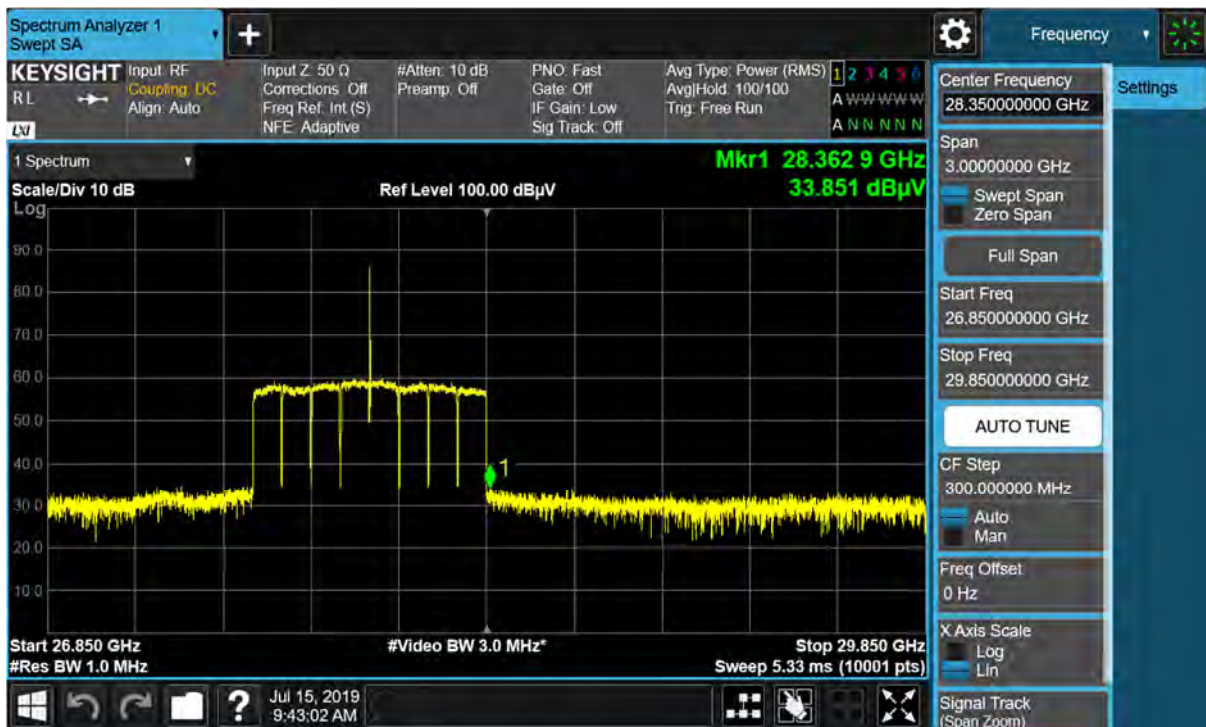 Spectrum Analyzer 1
Swept SA
+
Frequency
KEYSIGHT
R L
LXI
Input: RF
Coupling: DC
Align: Auto
Input Z: 50 Ω
Corrections: Off
Freq Ref: Int (S)
NFE: Adaptive
#Atten: 10 dB
Preamp: Off
PNO: Fast
Gate: Off
IF Gain: Low
Sig Track: Off
Avg Type: Power (RMS)
Avg|Hold: 100/100
Trig: Free Run
1 2 3 4 5 6
A W W W W W
A N N N N N
1 Spectrum
Scale/Div 10 dB
Ref Level 100.00 dBµV
Mkr1 28.362 9 GHz
33.851 dBµV
Log
90.0
80.0
70.0
60.0
50.0
40.0
30.0
20.0
10.0
1
Start 26.850 GHz
#Video BW 3.0 MHz*
Stop 29.850 GHz
#Res BW 1.0 MHz
Sweep 5.33 ms (10001 pts)
?
Jul 15, 2019
9:43:02 AM
Center Frequency
28.350000000 GHz
Settings
Span
3.00000000 GHz
Swept Span
Zero Span
Full Span
Start Freq
26.850000000 GHz
Stop Freq
29.850000000 GHz
AUTO TUNE
CF Step
300.000000 MHz
Auto
Man
Freq Offset
0 Hz
X Axis Scale
Log
Lin
Signal Track
(Span Zoom)